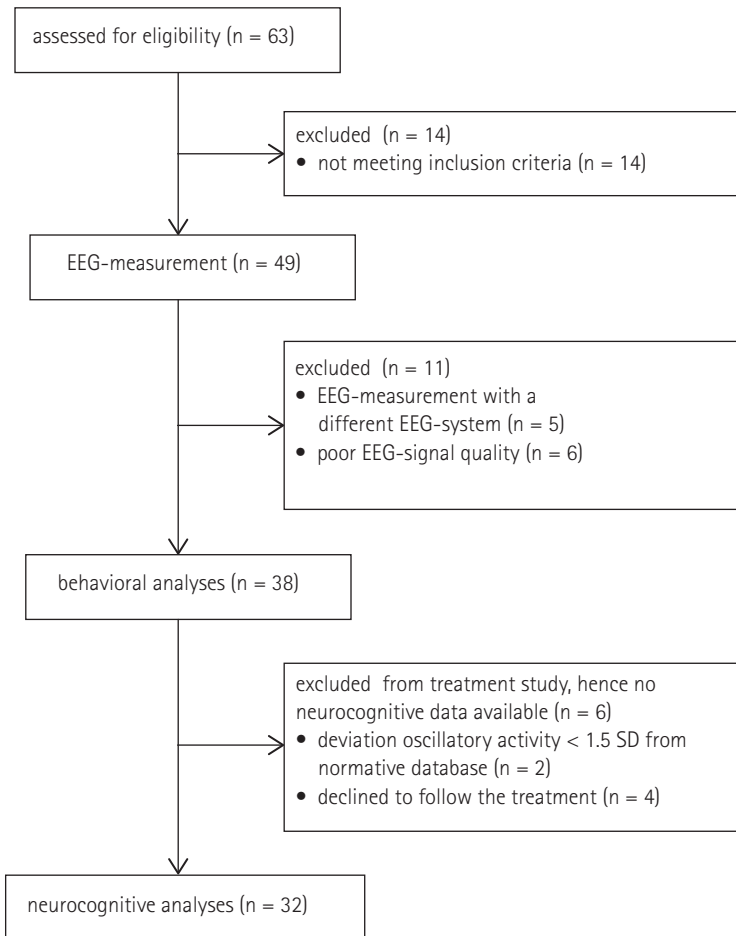 assessed for eligibility (n = 63)
excluded (n = 14)
• not meeting inclusion criteria (n = 14)
EEG-measurement (n = 49)
excluded (n = 11)
• EEG-measurement with a
different EEG-system (n = 5)
• poor EEG-signal quality (n = 6)
behavioral analyses (n = 38)
excluded from treatment study, hence no
neurocognitive data available (n = 6)
• deviation oscillatory activity < 1.5 SD from
normative database (n = 2)
• declined to follow the treatment (n = 4)
neurocognitive analyses (n = 32)